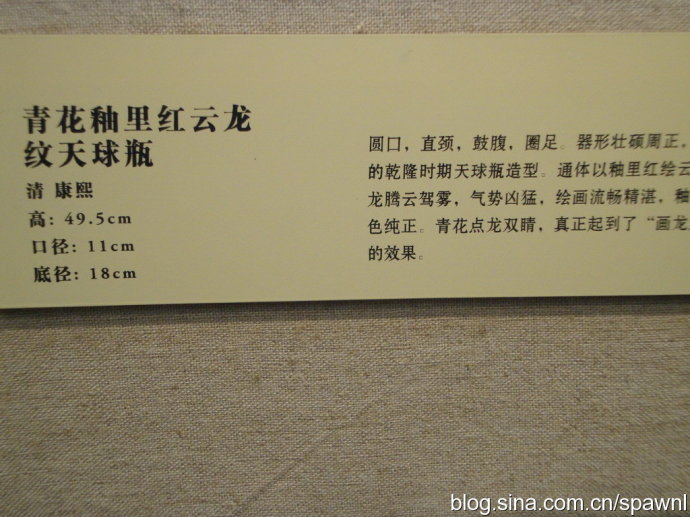 青花釉里红云龙
纹天球瓶
清 康熙
高: 49.5cm
口径: 11cm
底径: 18cm
圆口，直颈，鼓腹，圈足。器形壮硕周正，
的乾隆时期天球瓶造型。通体以釉里红绘云
龙腾云驾雾，气势凶猛，绘画流畅精湛，釉
色纯正。青花点龙双睛，真正起到了“画龙
的效果。
blog.sina.com.cn/spawnl